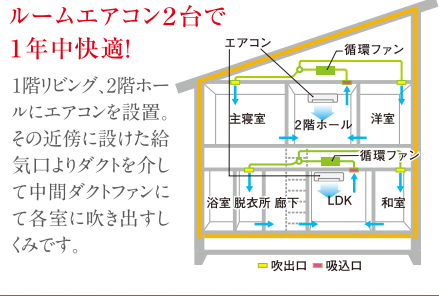 ルームエアコン2台で
1年中快適!
1階リビング、2階ホー
ルにエアコンを設置。
その近傍に設けた給
気口よりダクトを介し
て中間ダクトファンに
て各室に吹き出すし
くみです。
エアコン
循環ファン
主寝室
2階ホール
洋室
循環ファン
浴室
脱衣所
廊下
LDK
和室
吹出口
吸込口